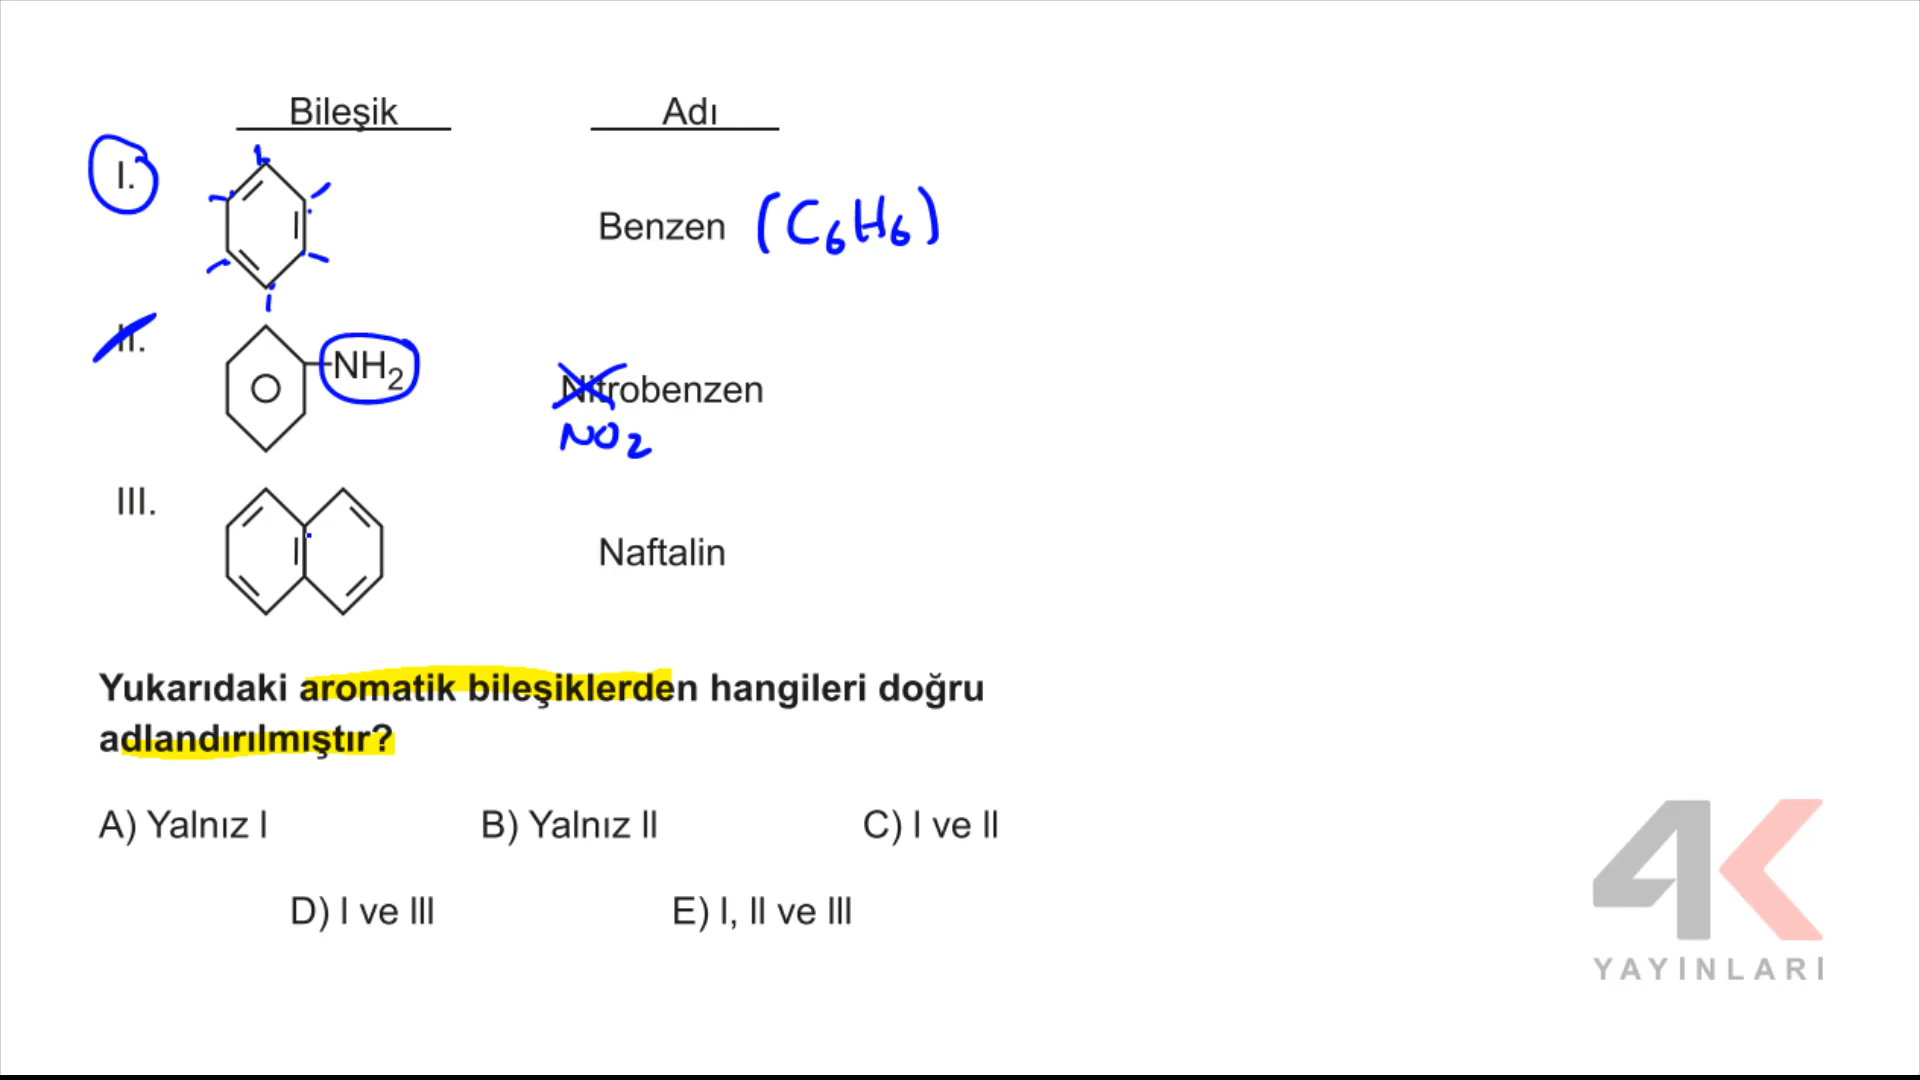 Bileşik Adı
I. Benzen (C6H6)
II. NH2 Nitrobenzen
NO2
III. Naftalin
Yukarıdaki aromatik bileşiklerden hangileri doğru
adlandırılmıştır?
A) Yalnız I B) Yalnız II C) I ve II
D) I ve III E) I, II ve III
4K
YAYINLARI